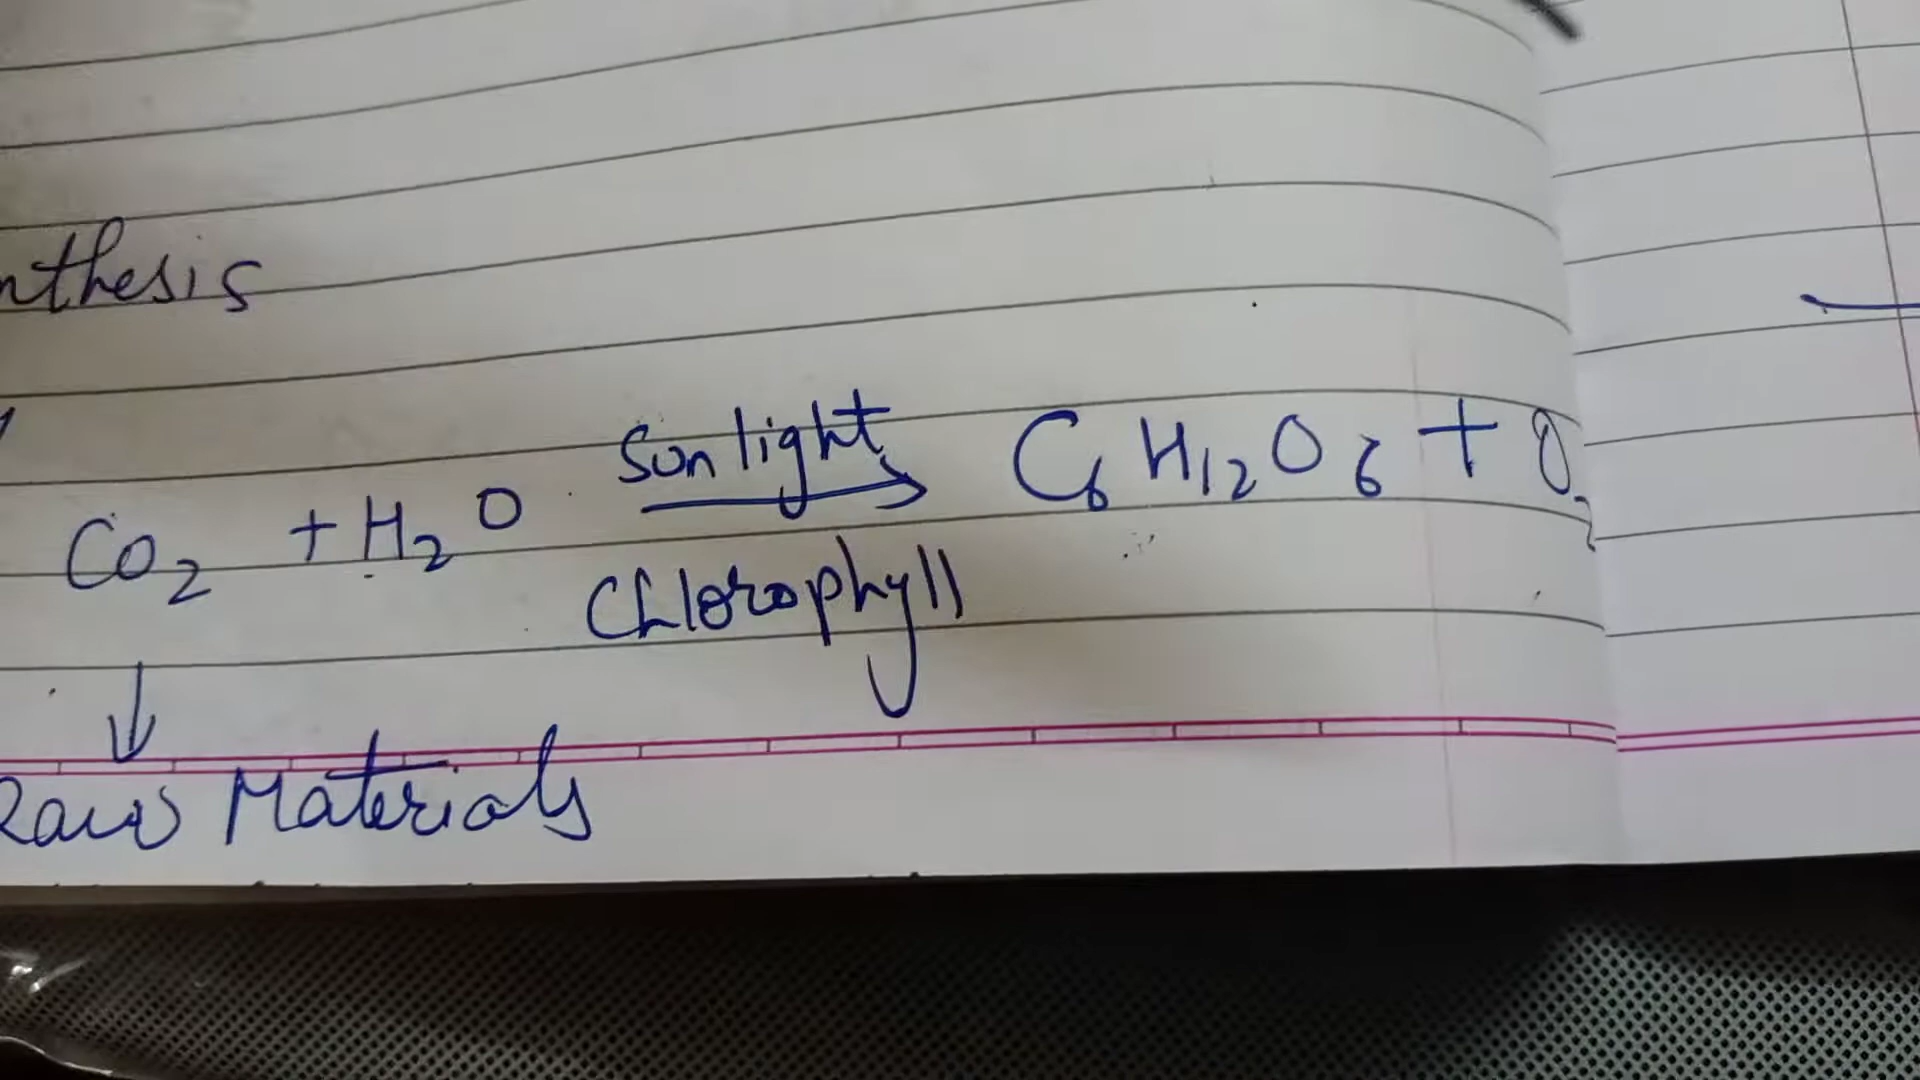 nthesis
CO₂ + H₂O Sunlight → C₆H₁₂O₆ + O₂
Chlorophyll
↓
Raw Materials